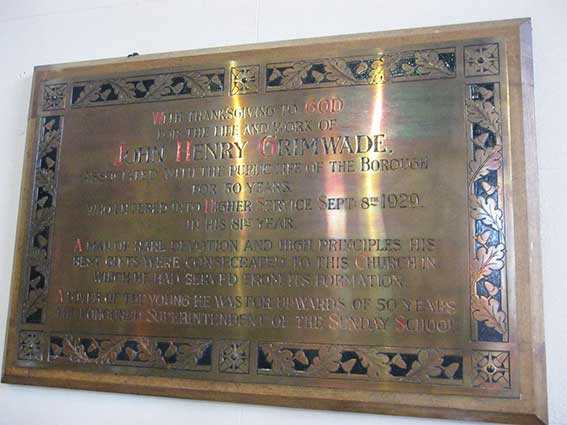 WITH THANKSGIVING TO GOD
FOR THE LIFE AND WORK OF
JOHN HENRY GRIMWADE.
ASSOCIATED WITH THE PUBLIC LIFE OF THE BOROUGH
FOR 50 YEARS.
WHO ENTERED INTO HIGHER SERVICE SEPT. 8TH 1929.
IN HIS 81ST YEAR.
A MAN OF RARE DEVOTION AND HIGH PRINCIPLES HIS
BEST GIFTS WERE CONSECRATED TO THIS CHURCH IN
WHICH HE HAD SERVED FROM ITS FORMATION.
A LOVER OF THE YOUNG HE WAS FOR UPWARDS OF 50 YEARS
THE HONOURED SUPERINTENDENT OF THE SUNDAY SCHOOL